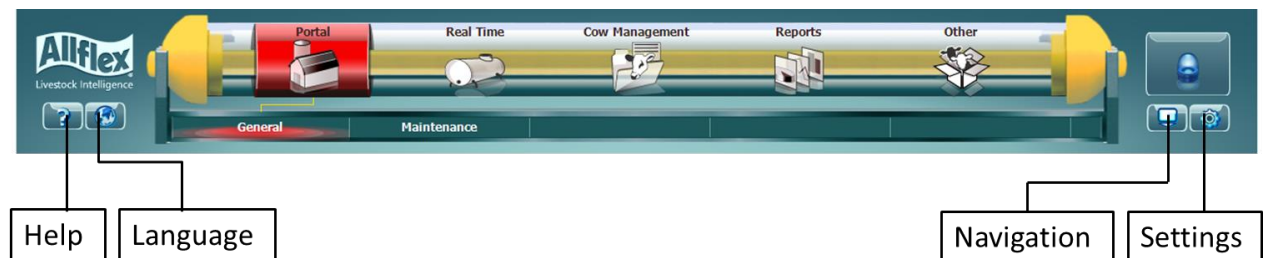 Portal
Real Time
Cow Management
Reports
Other
Allflex
Livestock Intelligence
?
General
Maintenance
Help
Language
Navigation
Settings